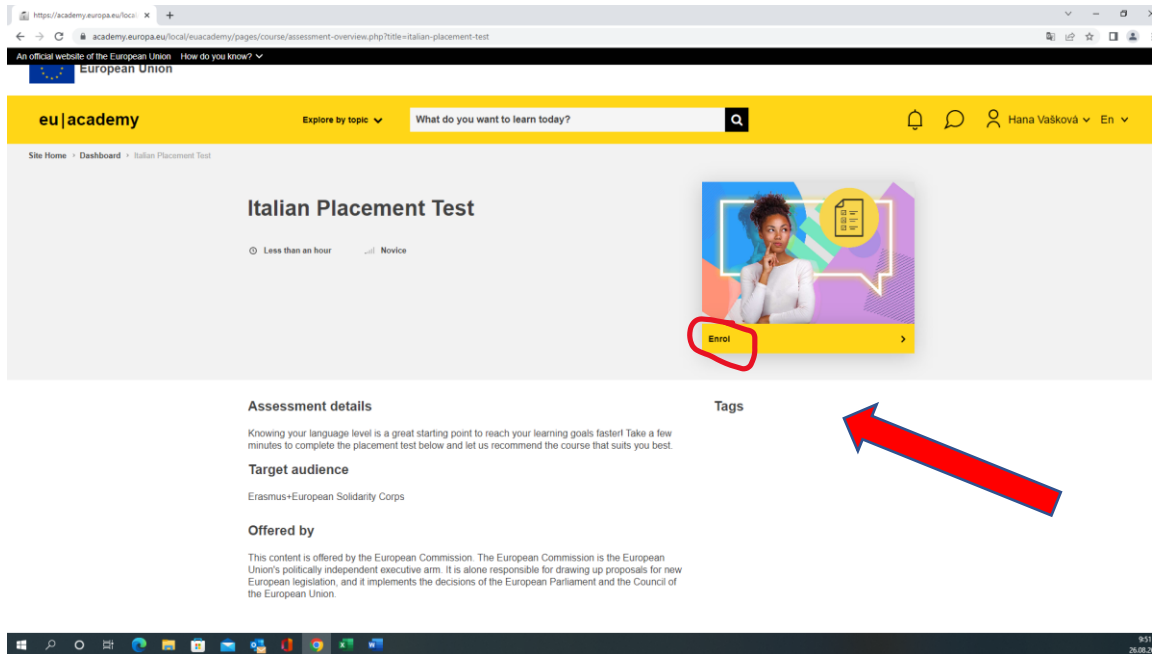 https://academy.europa.eu/local
academy.europa.eu/local/euacademy/pages/course/assessment-overview.php?title=italian-placement-test
An official website of the European Union How do you know?
European Union
eu|academy
Explore by topic
What do you want to learn today?
Hana Vašková
En
Site Home
Dashboard
Italian Placement Test
Italian Placement Test
Less than an hour
Novice
Enrol
Assessment details
Tags
Knowing your language level is a great starting point to reach your learning goals faster! Take a few
minutes to complete the placement test below and let us recommend the course that suits you best.
Target audience
Erasmus+European Solidarity Corps
Offered by
This content is offered by the European Commission. The European Commission is the European
Union's politically independent executive arm. It is alone responsible for drawing up proposals for new
European legislation, and it implements the decisions of the European Parliament and the Council of
the European Union.
9:51
26.08.2